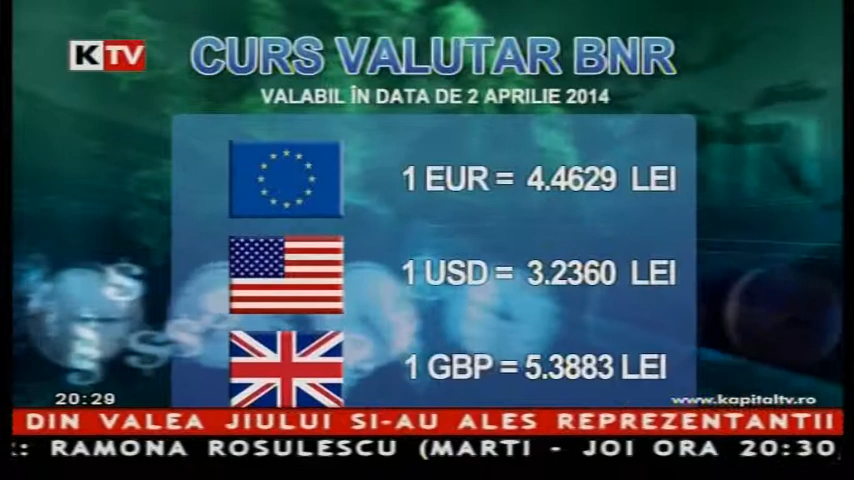 KTV
CURS VALUTAR BNR
VALABIL ÎN DATA DE 2 APRILIE 2014
1 EUR = 4.4629 LEI
1 USD = 3.2360 LEI
1 GBP = 5.3883 LEI
20:29
www.kapitaltv.ro
DIN VALEA JIULUI SI-AU ALES REPREZENTANTII
: RAMONA ROSULESCU (MARTI - JOI ORA 20:30)